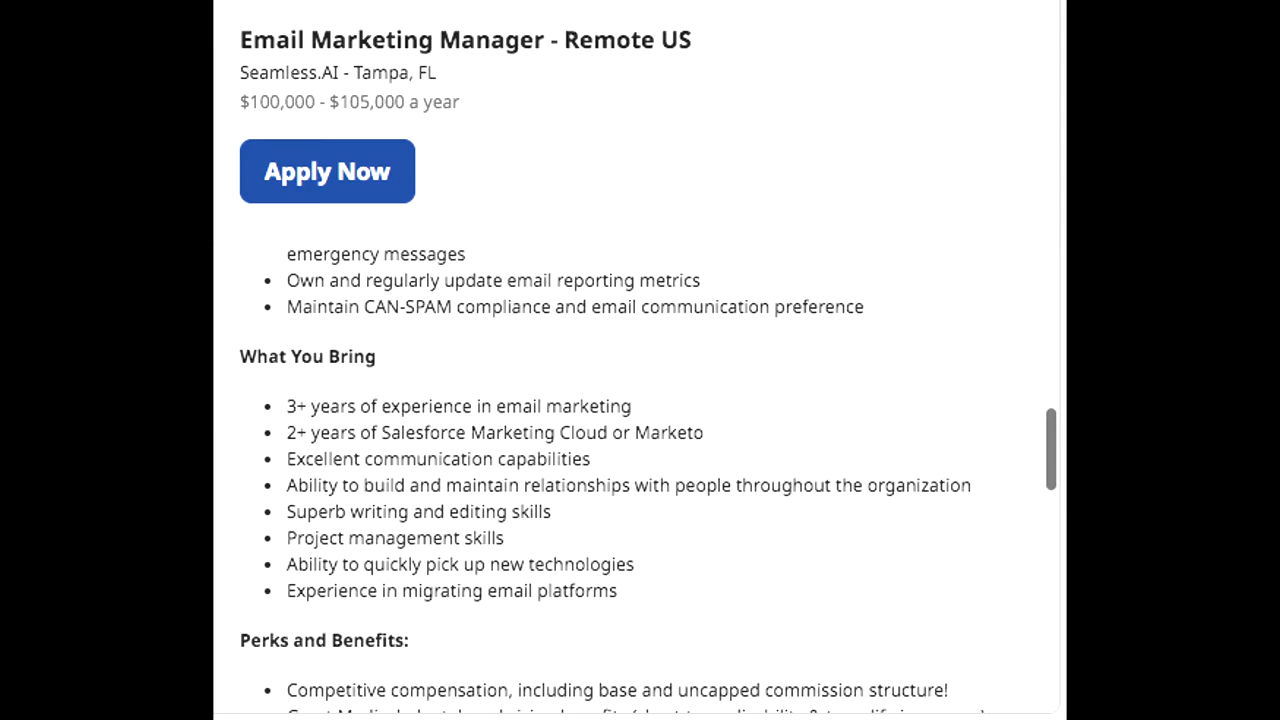 Email Marketing Manager - Remote US
Seamless.AI - Tampa, FL
$100,000 - $105,000 a year
Apply Now
emergency messages
• Own and regularly update email reporting metrics
• Maintain CAN-SPAM compliance and email communication preference
What You Bring
• 3+ years of experience in email marketing
• 2+ years of Salesforce Marketing Cloud or Marketo
• Excellent communication capabilities
• Ability to build and maintain relationships with people throughout the organization
• Superb writing and editing skills
• Project management skills
• Ability to quickly pick up new technologies
• Experience in migrating email platforms
Perks and Benefits:
• Competitive compensation, including base and uncapped commission structure!